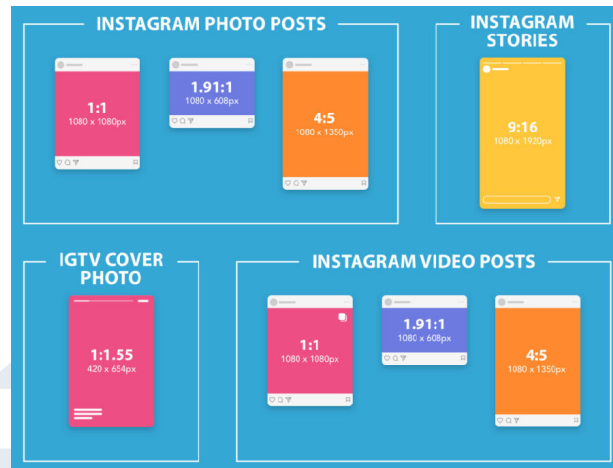 INSTAGRAM PHOTO POSTS
1:1
1080 x 1080px
1.91:1
1080 x 608px
4:5
1080 x 1350px
INSTAGRAM
STORIES
9:16
1080 x 1920px
IGTV COVER
PHOTO
1:1.55
420 x 654px
INSTAGRAM VIDEO POSTS
1:1
1080 x 1080px
1.91:1
1080 x 608px
4:5
1080 x 1350px